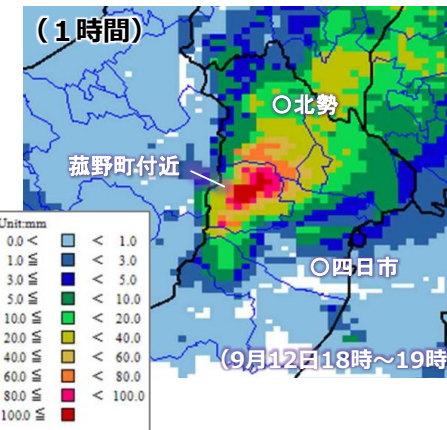 （１時間）
○北勢
菰野町付近
○四日市
(9月12日18時～19時
Unit:mm
0.0 < < 1.0
1.0 ≦ < 3.0
3.0 ≦ < 5.0
5.0 ≦ < 10.0
10.0 ≦ < 20.0
20.0 ≦ < 40.0
40.0 ≦ < 60.0
60.0 ≦ < 80.0
80.0 ≦ < 100.0
100.0 ≦